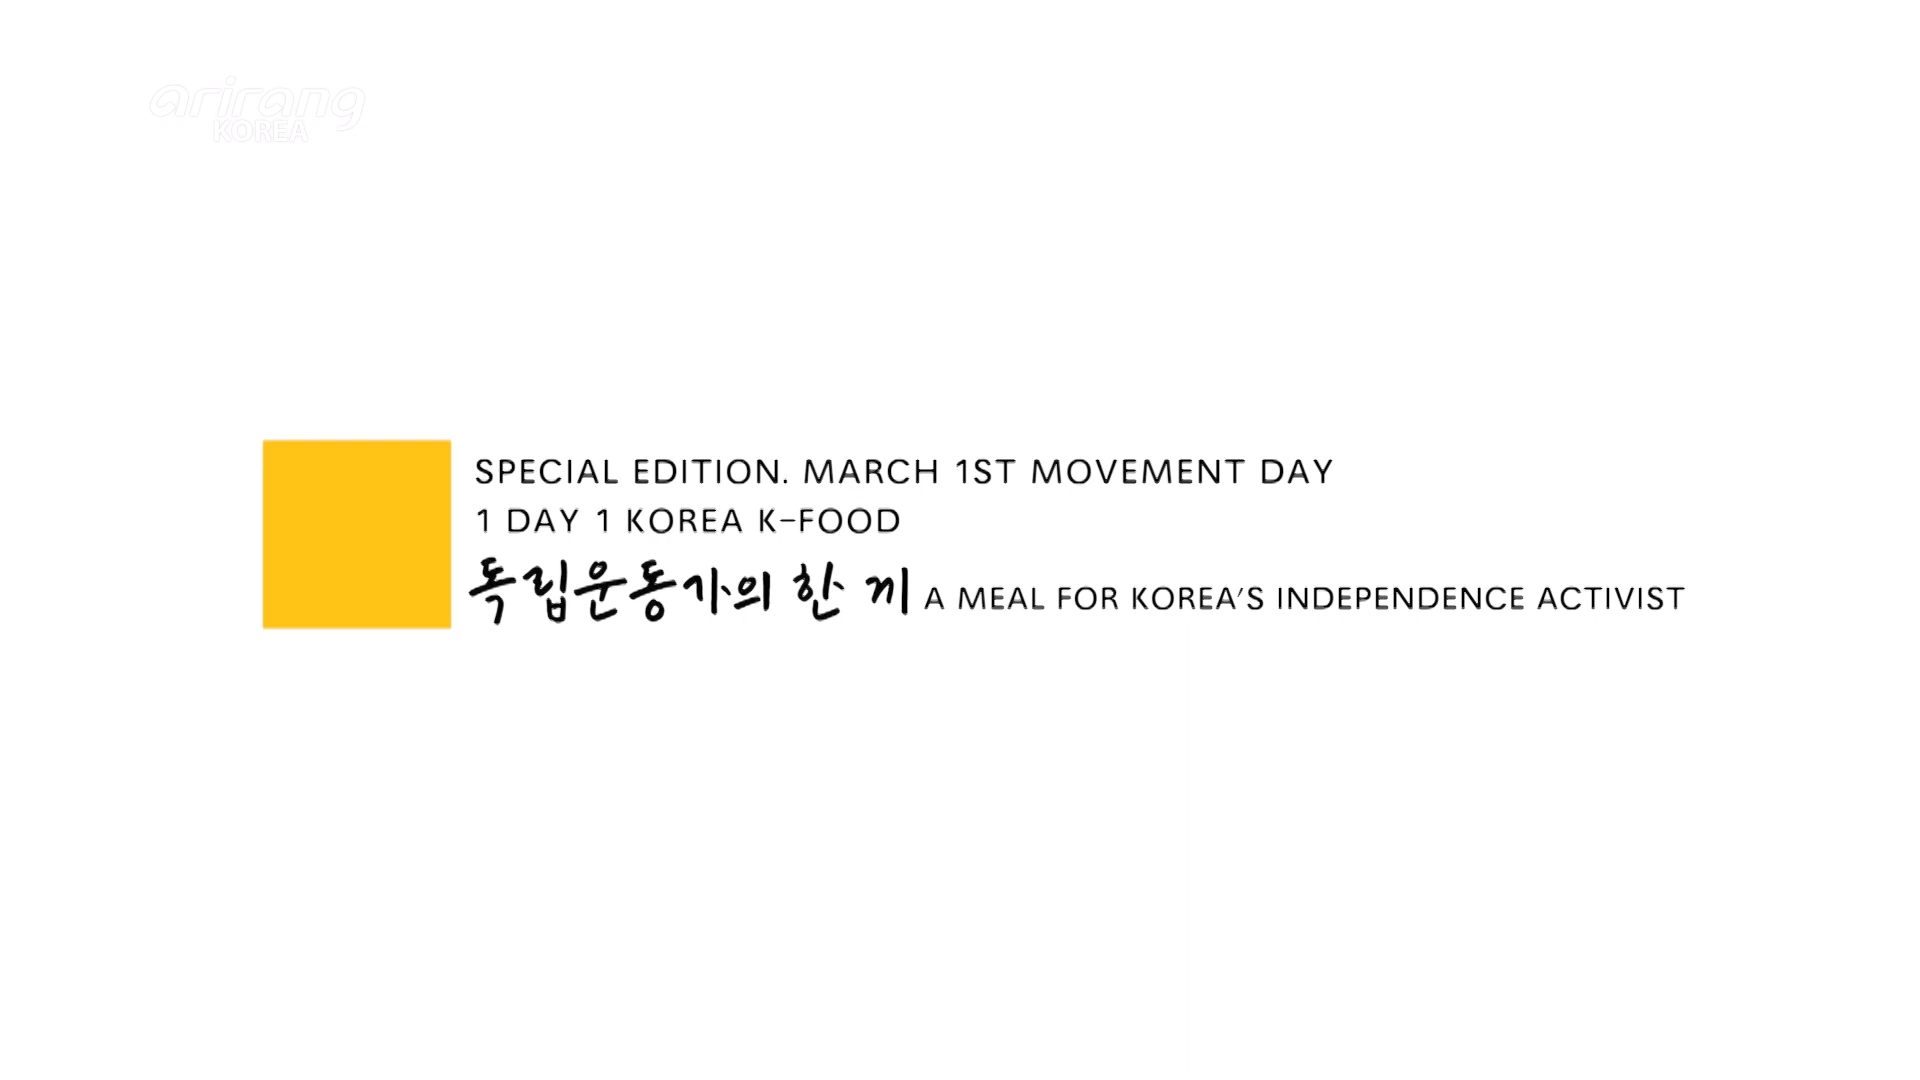 arirang
KOREA
SPECIAL EDITION. MARCH 1ST MOVEMENT DAY
1 DAY 1 KOREA K-FOOD
독립운동가의 한 끼 A MEAL FOR KOREA'S INDEPENDENCE ACTIVIST